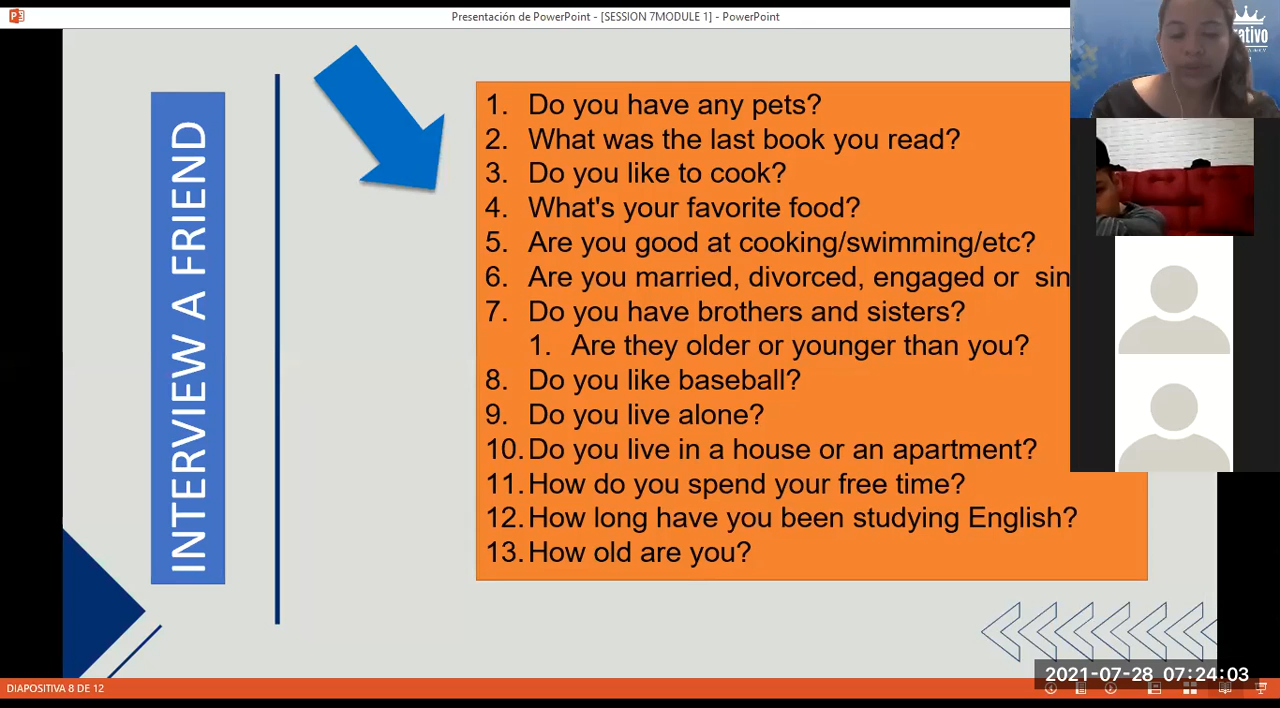 Presentación de PowerPoint - [SESSION 7MODULE 1] - PowerPoint
INTERVIEW A FRIEND
1. Do you have any pets?
2. What was the last book you read?
3. Do you like to cook?
4. What's your favorite food?
5. Are you good at cooking/swimming/etc?
6. Are you married, divorced, engaged or sin
7. Do you have brothers and sisters?
1. Are they older or younger than you?
8. Do you like baseball?
9. Do you live alone?
10. Do you live in a house or an apartment?
11. How do you spend your free time?
12. How long have you been studying English?
13. How old are you?
2021-07-28 07:24:03
DIAPOSITIVA 8 DE 12